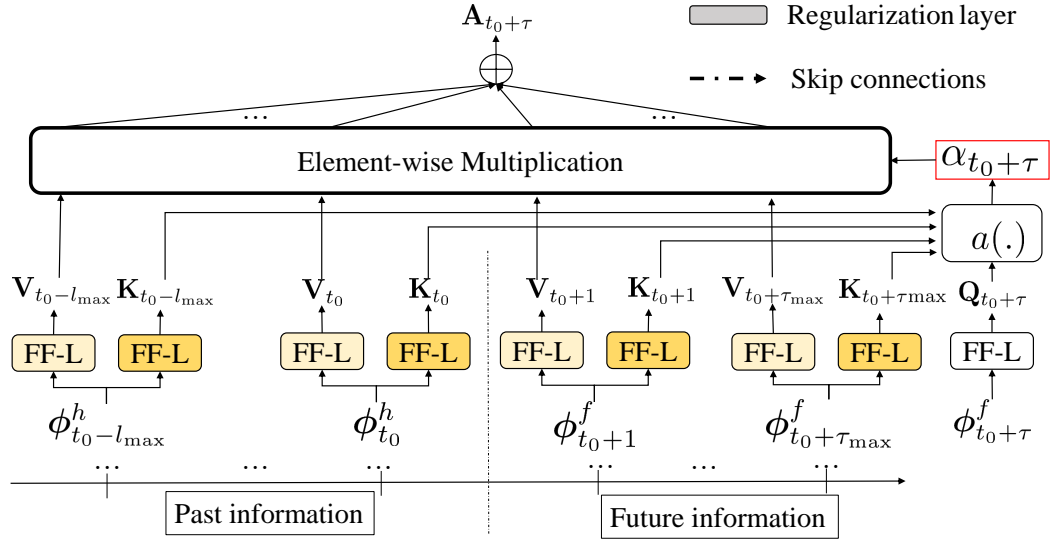 A_{t_0+τ}
Regularization layer
Skip connections
... ...
Element-wise Multiplication
α_{t_0+τ}
a(.)
V_{t_0-l_max} K_{t_0-l_max} V_{t_0} K_{t_0} V_{t_0+1} K_{t_0+1} V_{t_0+τ_max} K_{t_0+τmax} Q_{t_0+τ}
FF-L FF-L FF-L FF-L FF-L FF-L FF-L FF-L FF-L
ϕ^h_{t_0-l_max} ϕ^h_{t_0} ϕ^f_{t_0+1} ϕ^f_{t_0+τ_max} ϕ^f_{t_0+τ}
... ... ... ... ... ...
Past information Future information